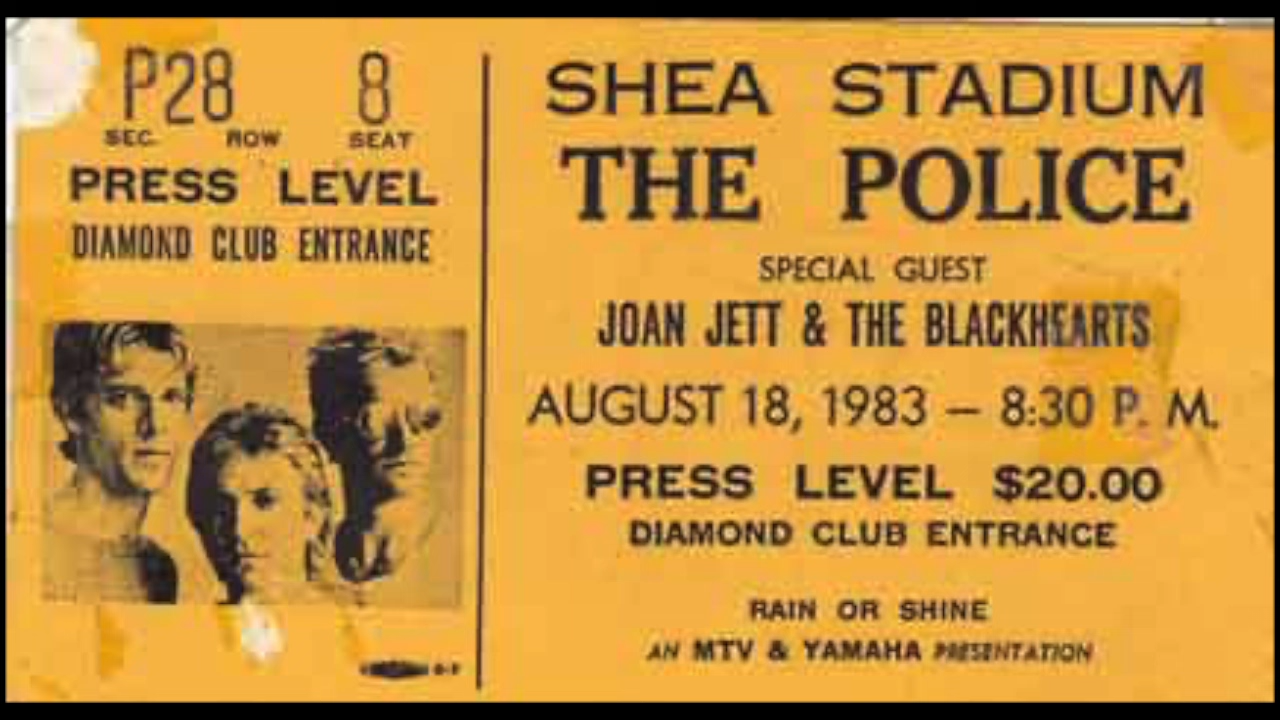 P28 8
SEC. ROW SEAT
PRESS LEVEL
DIAMOND CLUB ENTRANCE
SHEA STADIUM
THE POLICE
SPECIAL GUEST
JOAN JETT & THE BLACKHEARTS
AUGUST 18, 1983 — 8:30 P. M.
PRESS LEVEL $20.00
DIAMOND CLUB ENTRANCE
RAIN OR SHINE
AN MTV & YAMAHA PRESENTATION